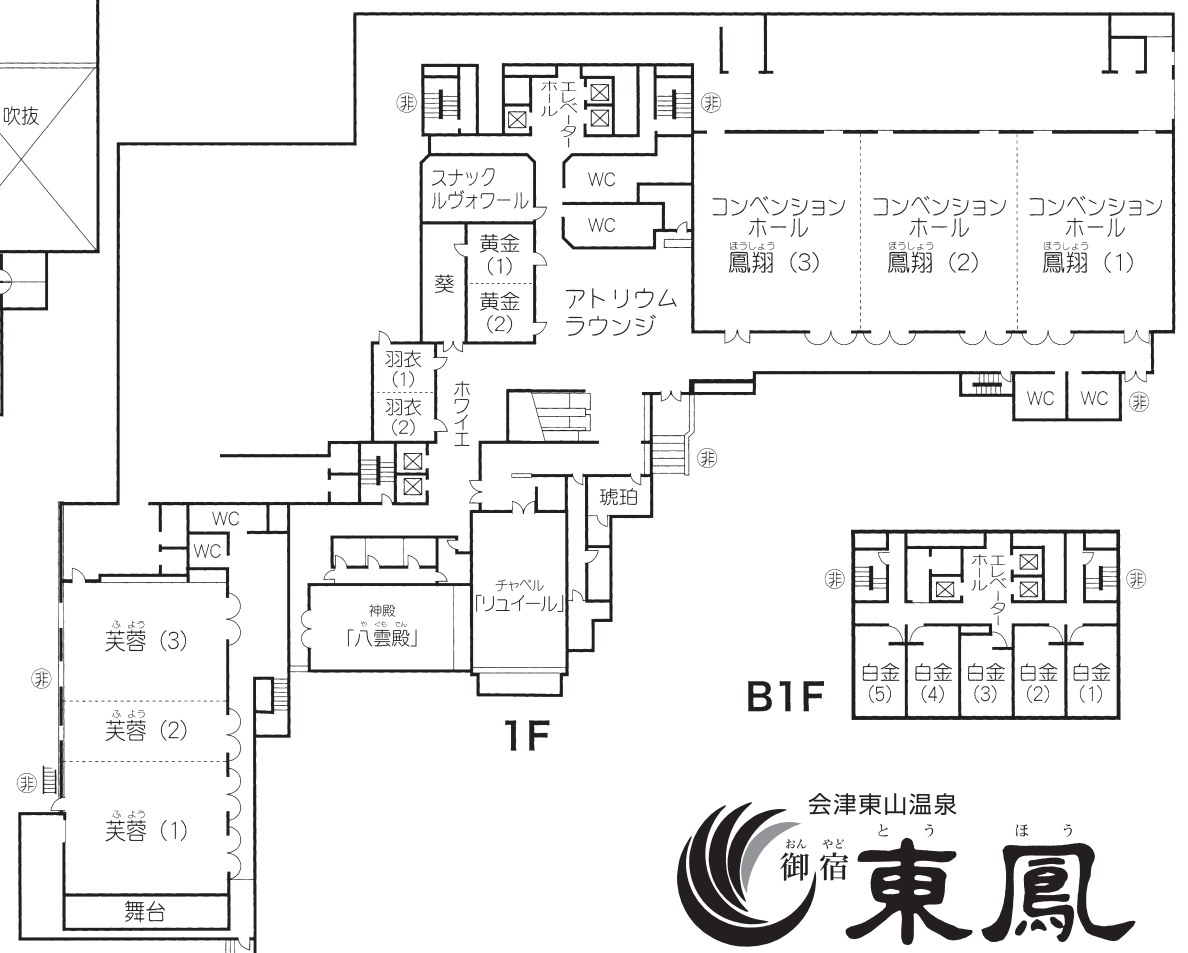 吹抜
非
エレベーター
ホール
非
スナック
ルヴォワール
WC
WC
黄金
(1)
黄金
(2)
葵
アトリウム
ラウンジ
コンベンション
ホール
ほうしょう
鳳翔 (3)
コンベンション
ホール
ほうしょう
鳳翔 (2)
コンベンション
ホール
ほうしょう
鳳翔 (1)
羽衣
(1)
羽衣
(2)
ホワイエ
WC
WC
非
非
琥珀
WC
WC
チャペル
「リュイール」
神殿
や ぐも でん
「八雲殿」
ふ よう
芙蓉 (3)
非
ふ よう
芙蓉 (2)
非
ふ よう
芙蓉 (1)
舞台
1F
非
エレベーター
ホール
非
白金
(5)
白金
(4)
白金
(3)
白金
(2)
白金
(1)
B1F
会津東山温泉
おん やど
御宿
とう ほう
東鳳